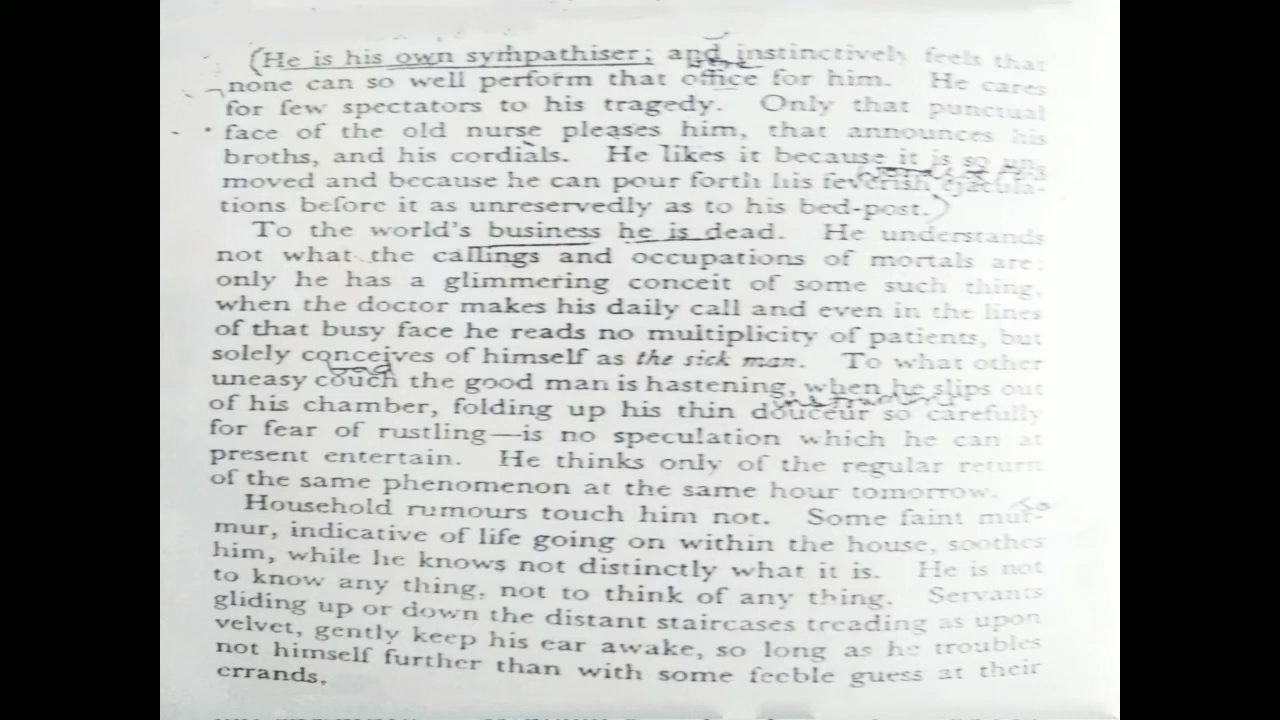 (He is his own sympathiser; and instinctively feels that
none can so well perform that office for him. He cares
for few spectators to his tragedy. Only that punctual
face of the old nurse pleases him, that announces his
broths, and his cordials. He likes it because it is so un-
moved and because he can pour forth his feverish ejacula-
tions before it as unreservedly as to his bed-post.)
To the world's business he is dead. He understands
not what the callings and occupations of mortals are:
only he has a glimmering conceit of some such thing,
when the doctor makes his daily call and even in the lines
of that busy face he reads no multiplicity of patients, but
solely conceives of himself as the sick man. To what other
uneasy couch the good man is hastening, when he slips out
of his chamber, folding up his thin douceur so carefully
for fear of rustling—is no speculation which he can at
present entertain. He thinks only of the regular return
of the same phenomenon at the same hour tomorrow.
Household rumours touch him not. Some faint mur-
mur, indicative of life going on within the house, soothes
him, while he knows not distinctly what it is. He is not
to know any thing, not to think of any thing. Servants
gliding up or down the distant staircases treading as upon
velvet, gently keep his ear awake, so long as he troubles
not himself further than with some feeble guess at their
errands.